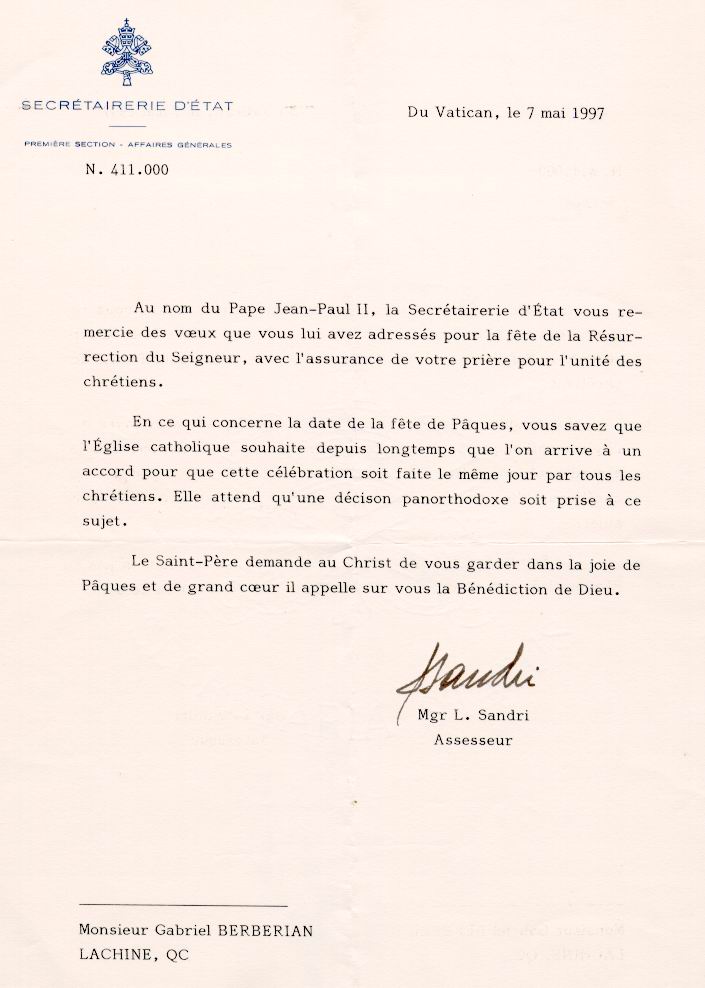 SECRÉTAIRERIE D'ÉTAT
PREMIÈRE SECTION - AFFAIRES GÉNÉRALES
N. 411.000
Du Vatican, le 7 mai 1997
Au nom du Pape Jean-Paul II, la Secrétairerie d'État vous re-
mercie des vœux que vous lui avez adressés pour la fête de la Résur-
rection du Seigneur, avec l'assurance de votre prière pour l'unité des
chrétiens.
En ce qui concerne la date de la fête de Pâques, vous savez que
l'Église catholique souhaite depuis longtemps que l'on arrive à un
accord pour que cette célébration soit faite le même jour par tous les
chrétiens. Elle attend qu'une décison panorthodoxe soit prise à ce
sujet.
Le Saint-Père demande au Christ de vous garder dans la joie de
Pâques et de grand cœur il appelle sur vous la Bénédiction de Dieu.
Sandri
Mgr L. Sandri
Assesseur
Monsieur Gabriel BERBERIAN
LACHINE, QC